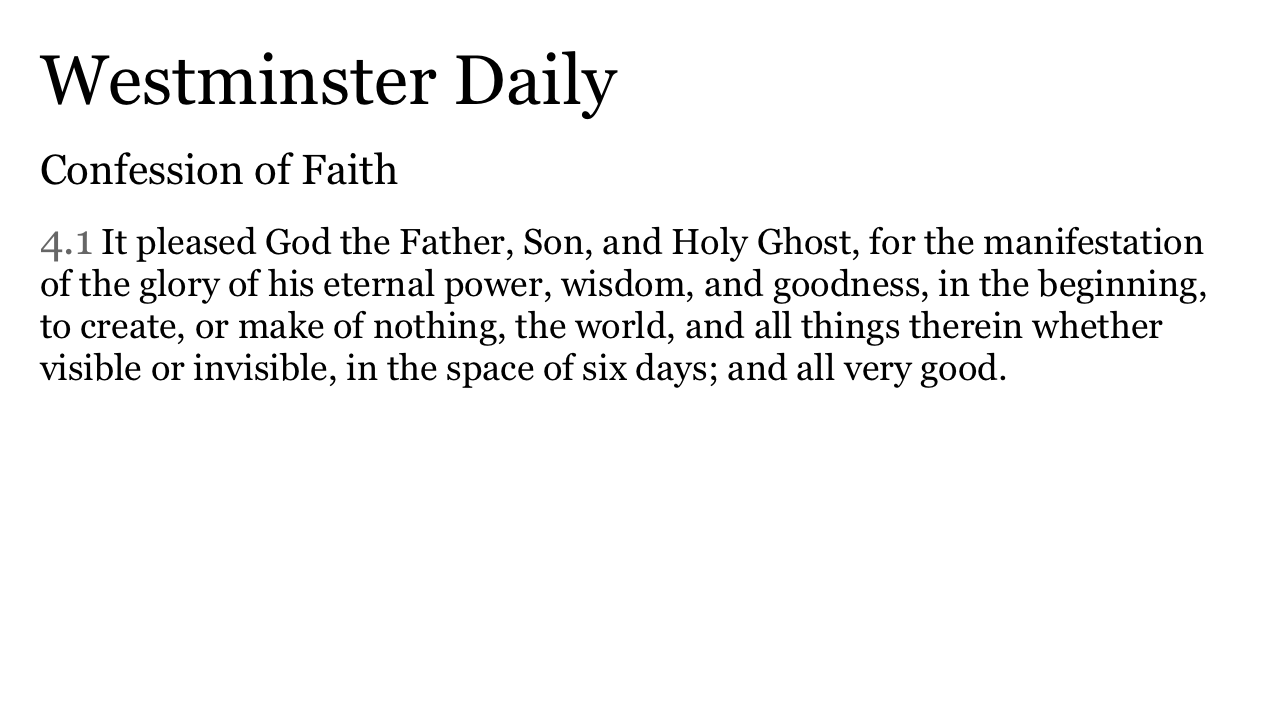 Westminster Daily
Confession of Faith
4.1 It pleased God the Father, Son, and Holy Ghost, for the manifestation
of the glory of his eternal power, wisdom, and goodness, in the beginning,
to create, or make of nothing, the world, and all things therein whether
visible or invisible, in the space of six days; and all very good.